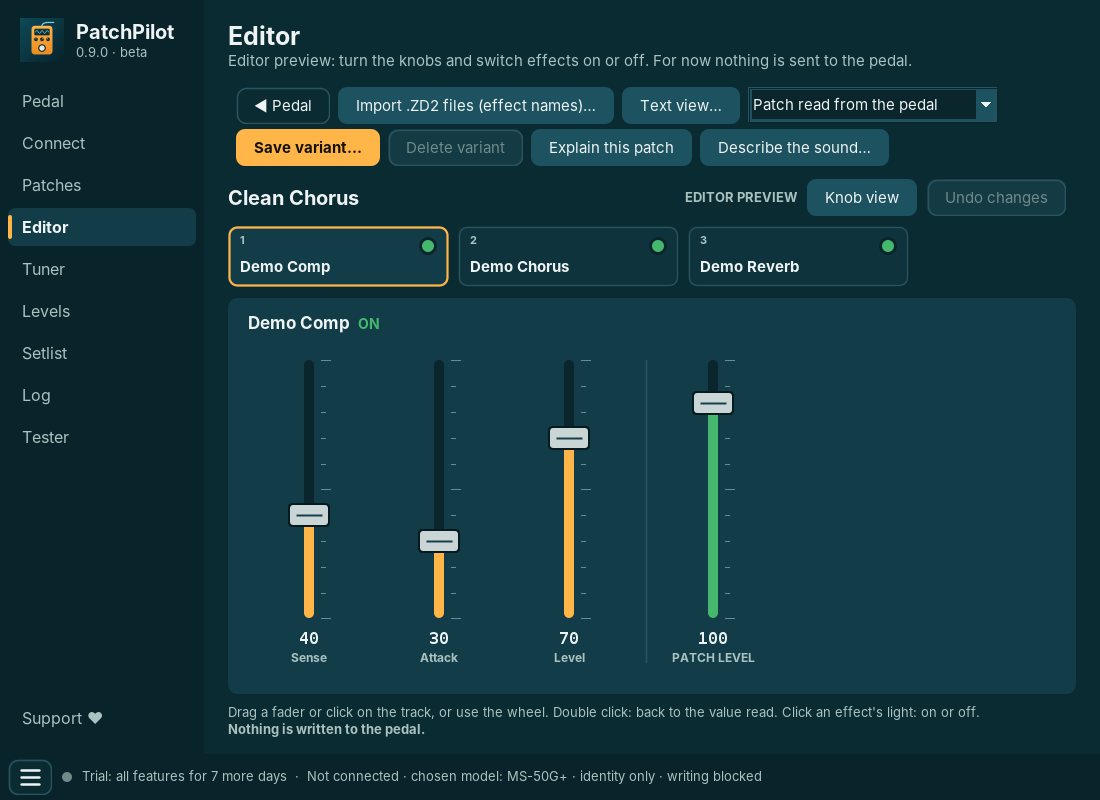 PatchPilot
0.9.0 · beta
Pedal
Connect
Patches
Editor
Tuner
Levels
Setlist
Log
Tester
Support ♥
Editor
Editor preview: turn the knobs and switch effects on or off. For now nothing is sent to the pedal.
◀ Pedal
Import .ZD2 files (effect names)...
Text view...
Patch read from the pedal
Save variant...
Delete variant
Explain this patch
Describe the sound...
Clean Chorus
EDITOR PREVIEW
Knob view
Undo changes
1
Demo Comp
2
Demo Chorus
3
Demo Reverb
Demo Comp ON
40
Sense
30
Attack
70
Level
100
PATCH LEVEL
Drag a fader or click on the track, or use the wheel. Double click: back to the value read. Click an effect's light: on or off.
Nothing is written to the pedal.
Trial: all features for 7 more days · Not connected · chosen model: MS-50G+ · identity only · writing blocked